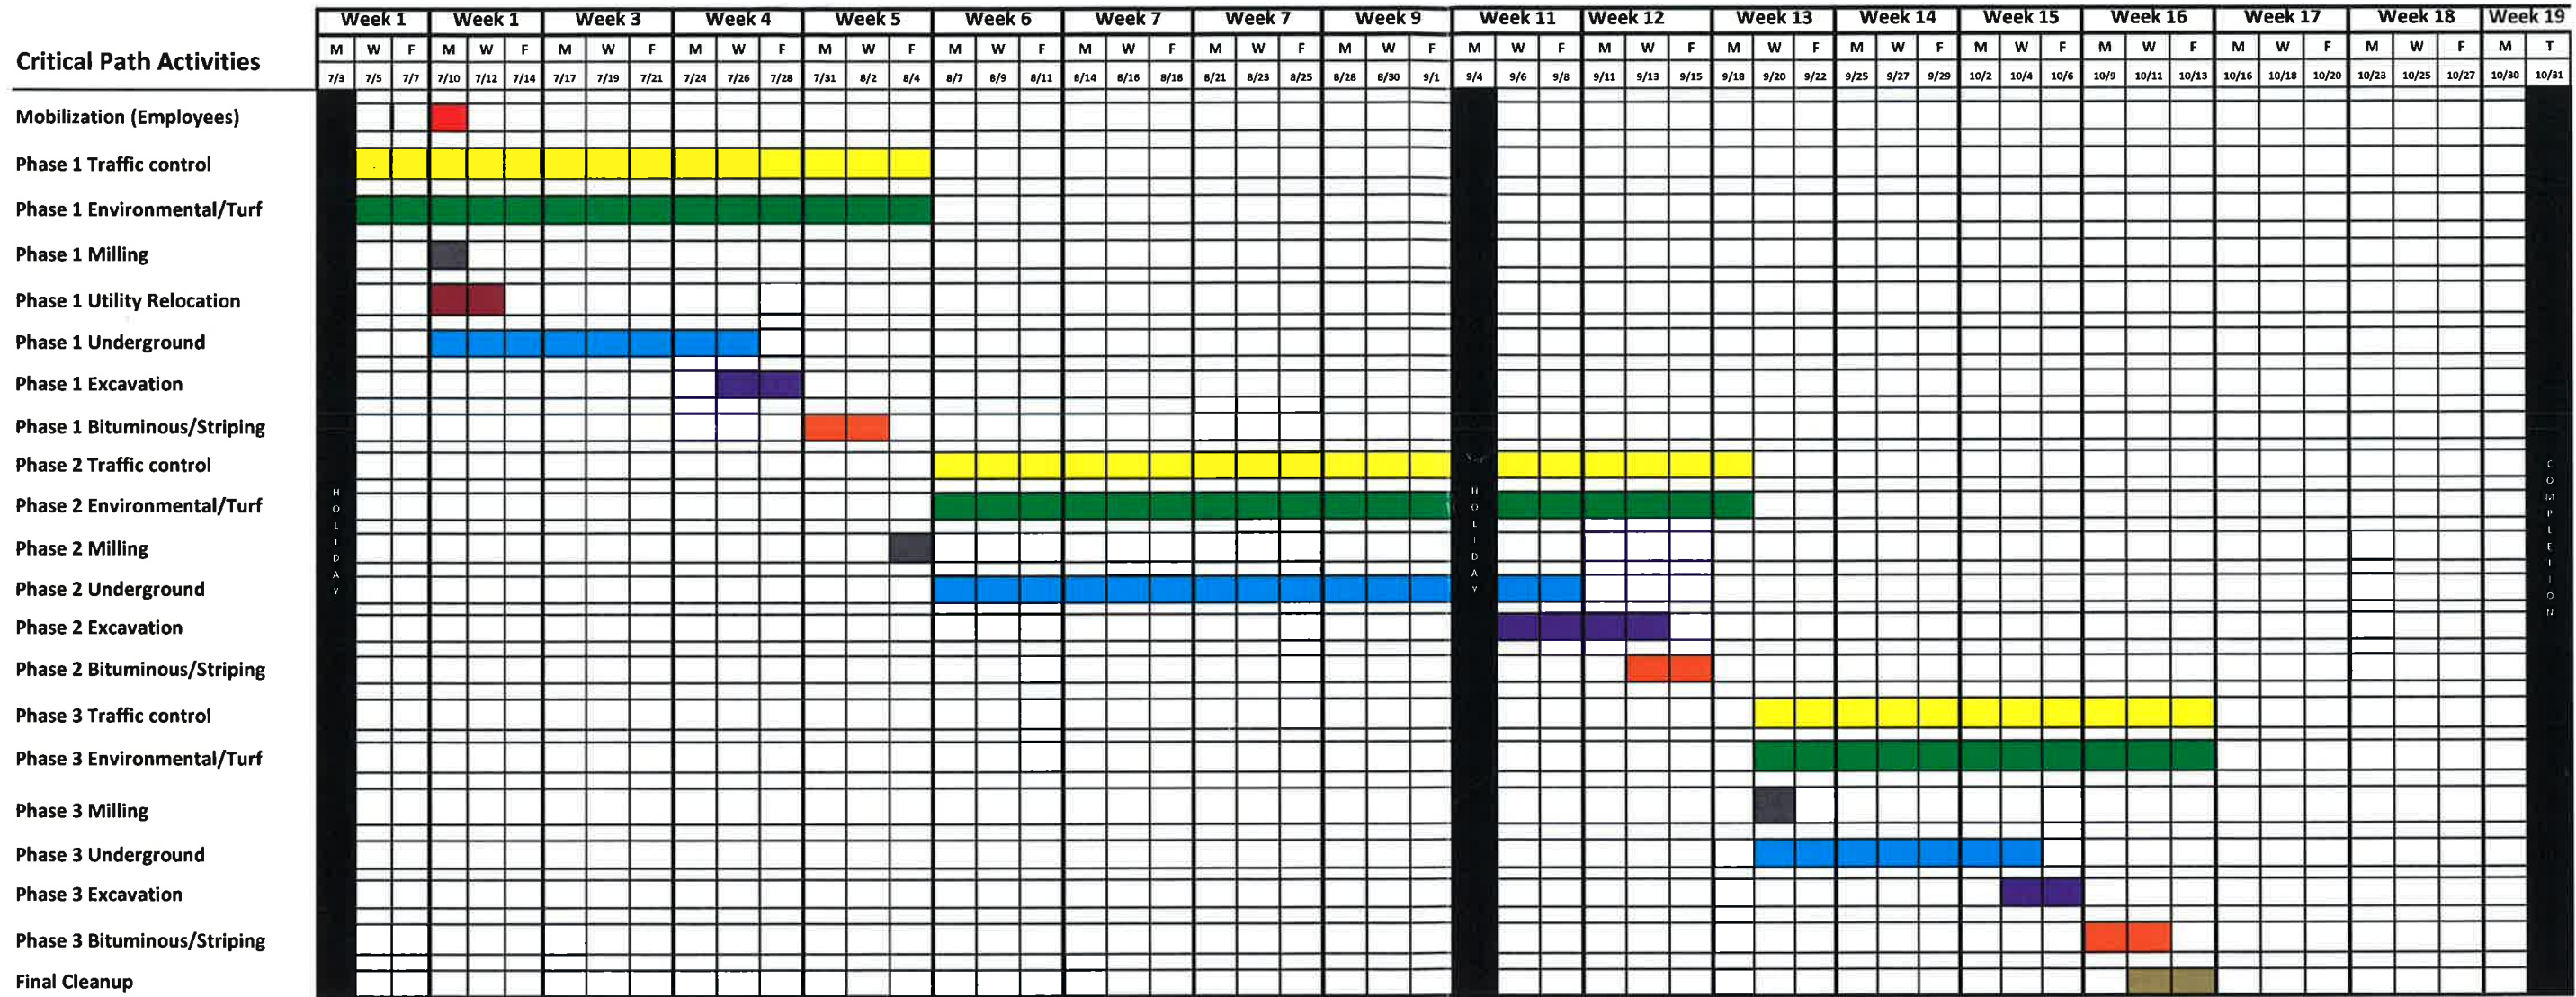 Week 1 Week 1 Week 3 Week 4 Week 5 Week 6 Week 7 Week 7 Week 9 Week 11 Week 12 Week 13 Week 14 Week 15 Week 16 Week 17 Week 18 Week 19
M W F M W F M W F M W F M W F M W F M W F M W F M W F M W F M W F M W F M W F M W F M W F M W F M W F M T
Critical Path Activities
7/3 7/5 7/7 7/10 7/12 7/14 7/17 7/19 7/21 7/24 7/26 7/28 7/31 8/2 8/4 8/7 8/9 8/11 8/14 8/16 8/18 8/21 8/23 8/25 8/28 8/30 9/1 9/4 9/6 9/8 9/11 9/13 9/15 9/18 9/20 9/22 9/25 9/27 9/29 10/2 10/4 10/6 10/9 10/11 10/13 10/16 10/18 10/20 10/23 10/25 10/27 10/30 10/31
Mobilization (Employees)
Phase 1 Traffic control
Phase 1 Environmental/Turf
Phase 1 Milling
Phase 1 Utility Relocation
Phase 1 Underground
Phase 1 Excavation
Phase 1 Bituminous/Striping
Phase 2 Traffic control
Phase 2 Environmental/Turf
Phase 2 Milling
Phase 2 Underground
Phase 2 Excavation
Phase 2 Bituminous/Striping
Phase 3 Traffic control
Phase 3 Environmental/Turf
Phase 3 Milling
Phase 3 Underground
Phase 3 Excavation
Phase 3 Bituminous/Striping
Final Cleanup
HOLIDAY
HOLIDAY
COMPLETION